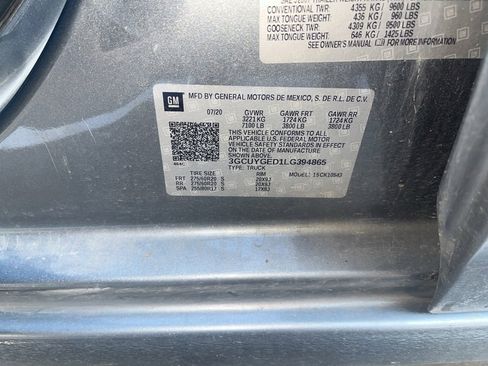 CONVENTIONAL TWR: 4355 KG/ 9600 LBS
MAX TONGUE WEIGHT: 436 KG / 960 LBS
GOOSENECK TWR: 4309 KG / 9500 LBS
MAX TONGUE WEIGHT: 646 KG / 1425 LBS
SEE OWNER'S MANUAL FOR
GM
MFD BY GENERAL MOTORS DE MEXICO, S. DE R.L. DE C.V.
07/20 GVWR GAWR FRT GAWR RR
3221 KG 1724 KG 1724 KG
7100 LB 3800 LB 3800 LB
THIS VEHICLE CONFORMS TO ALL
APPLICABLE U.S. FEDERAL MOTOR
VEHICLE SAFETY STANDARDS IN
EFFECT ON THE DATE OF
MANUFACTURE SHOWN ABOVE.
3GCUYGED1LG394865
TYPE: TRUCK
TIRE SIZE RIM MODEL: 15CK10543
FRT 275/60R20 S 20X9J
RR 275/60R20 S 20X9J
SPA 255/80R17 S 17X8J